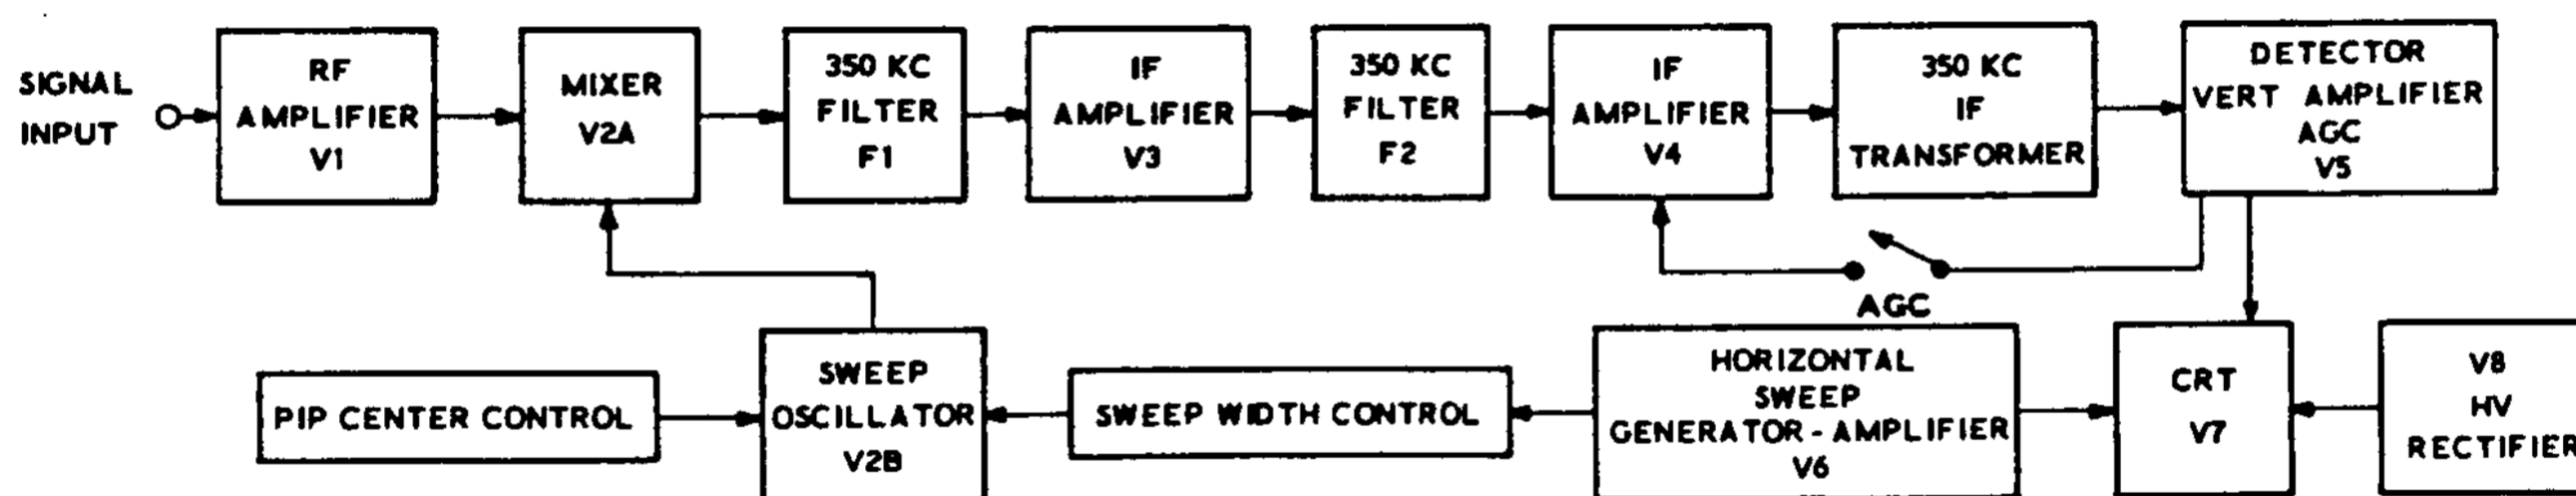 SIGNAL
INPUT
RF
AMPLIFIER
V1
MIXER
V2A
350 KC
FILTER
F1
IF
AMPLIFIER
V3
350 KC
FILTER
F2
IF
AMPLIFIER
V4
350 KC
IF
TRANSFORMER
DETECTOR
VERT AMPLIFIER
AGC
V5
AGC
PIP CENTER CONTROL
SWEEP
OSCILLATOR
V2B
SWEEP WIDTH CONTROL
HORIZONTAL
SWEEP
GENERATOR - AMPLIFIER
V6
CRT
V7
V8
HV
RECTIFIER